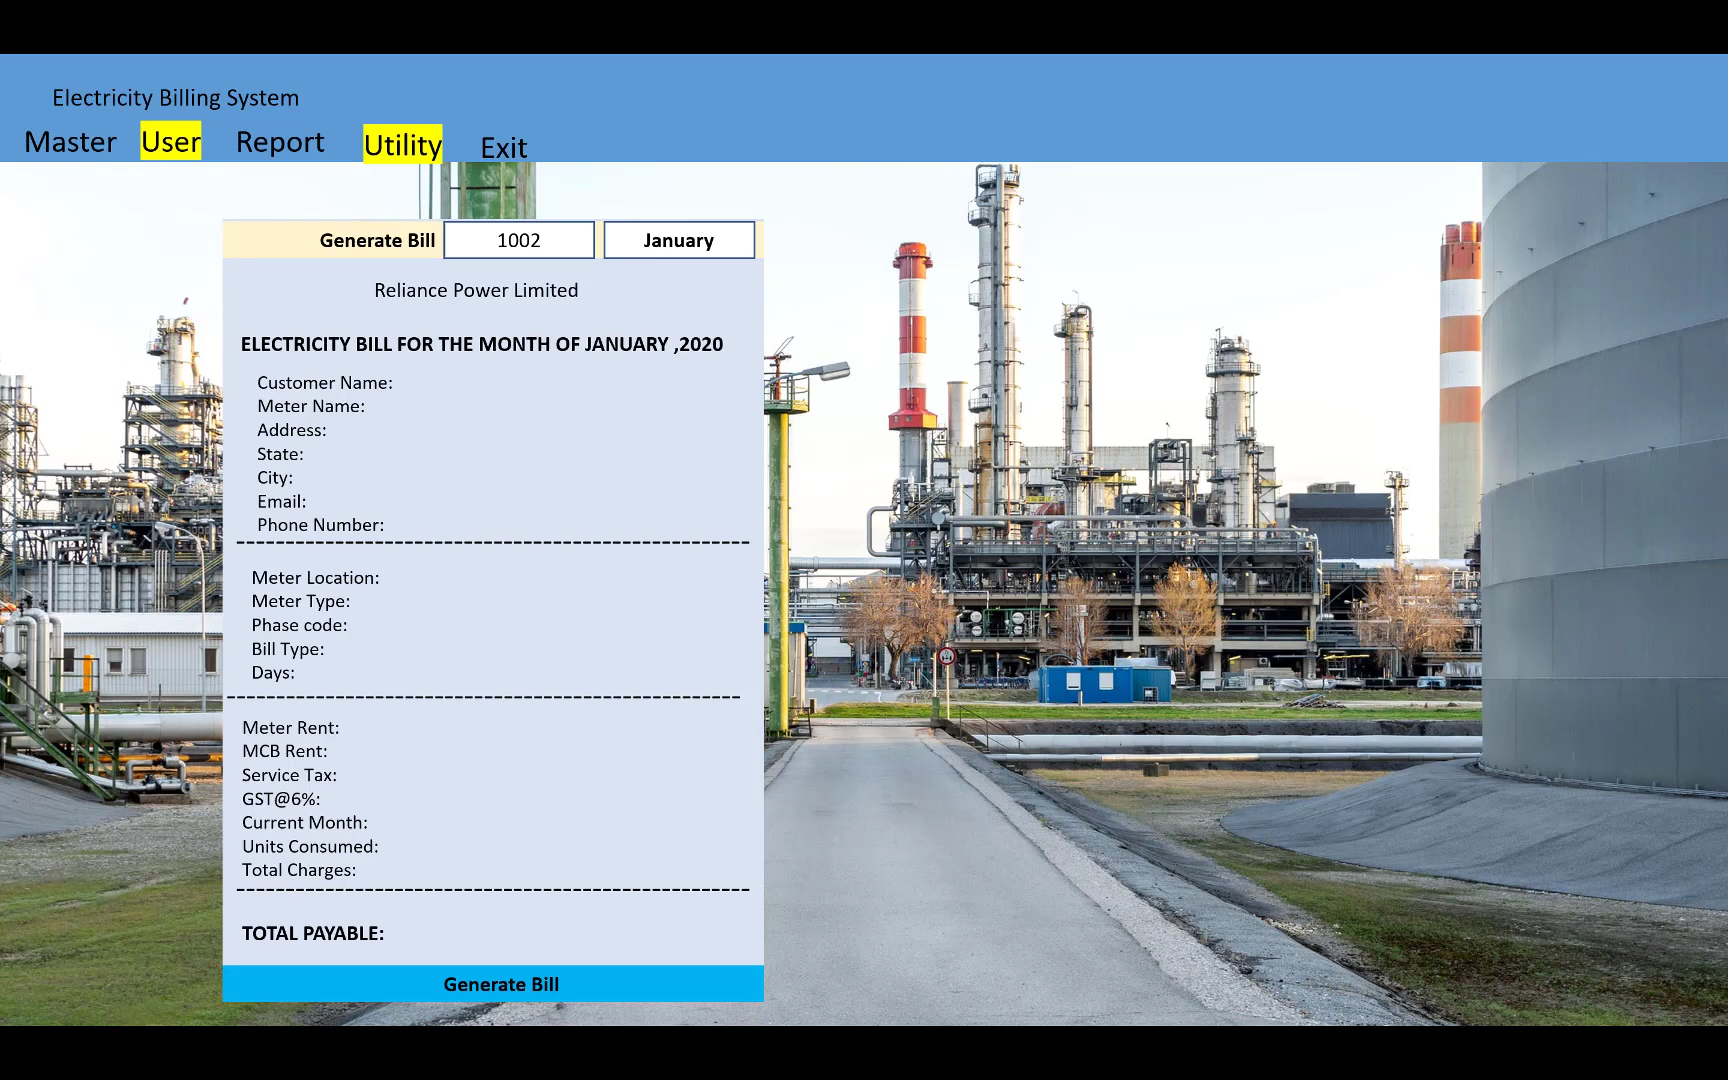 Electricity Billing System
Master User Report Utility Exit
Generate Bill 1002 January
Reliance Power Limited
ELECTRICITY BILL FOR THE MONTH OF JANUARY ,2020
Customer Name:
Meter Name:
Address:
State:
City:
Email:
Phone Number:
Meter Location:
Meter Type:
Phase code:
Bill Type:
Days:
Meter Rent:
MCB Rent:
Service Tax:
GST@6%:
Current Month:
Units Consumed:
Total Charges:
TOTAL PAYABLE:
Generate Bill